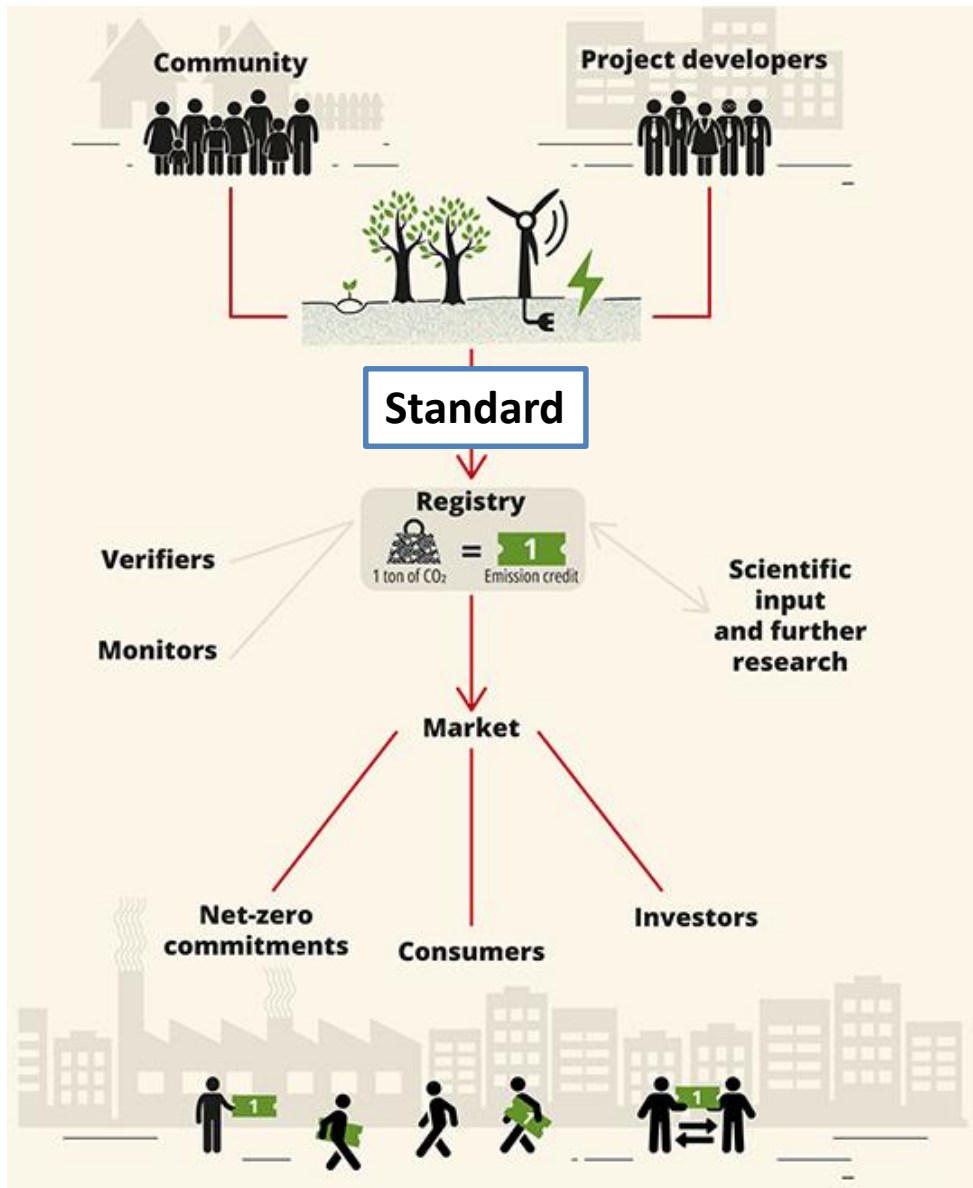 Community
Project developers
Standard
Registry
=
1
1 ton of CO₂
Emission credit
Verifiers
Monitors
Scientific
input
and further
research
Market
Net-zero
commitments
Consumers
Investors
1
1
1